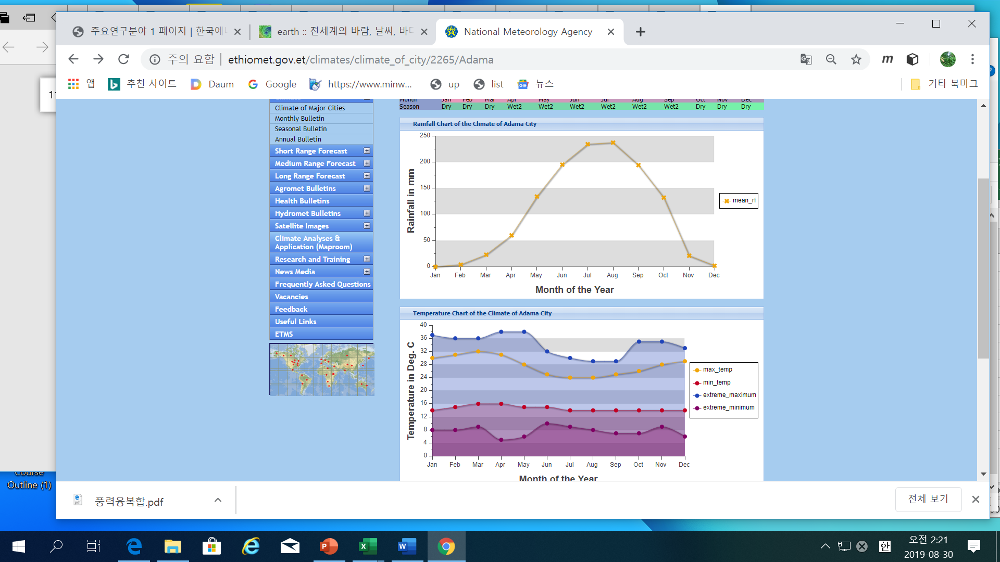 주요연구분야 1 페이지 | 한국에너
earth :: 전세계의 바람, 날씨, 바다
National Meteorology Agency
주의 요함
ethiomet.gov.et/climates/climate_of_city/2265/Adama
앱
추천 사이트
Daum
Google
https://www.minw...
up
list
뉴스
기타 북마크
Month Jan Feb Mar Apr May Jun Jul Aug Sep Oct Nov Dec
Season Dry Dry Dry Wet2 Wet2 Wet2 Wet2 Wet2 Wet2 Dry Dry Dry
Climate of Major Cities
Monthly Bulletin
Seasonal Bulletin
Annual Bulletin
Short Range Forecast
Medium Range Forecast
Long Range Forecast
Agromet Bulletins
Health Bulletins
Hydromet Bulletins
Satellite Images
Climate Analyses &
Application (Maproom)
Research and Training
News Media
Frequently Asked Questions
Vacancies
Feedback
Useful Links
ETMS
Rainfall Chart of the Climate of Adama City
250
200
150
100
50
0
Rainfall in mm
Jan Feb Mar Apr May Jun Jul Aug Sep Oct Nov Dec
Month of the Year
mean_rf
Temperature Chart of the Climate of Adama City
40
36
32
28
24
20
16
12
8
4
0
Temperature in Deg. C
Jan Feb Mar Apr May Jun Jul Aug Sep Oct Nov Dec
Month of the Year
max_temp
min_temp
extreme_maximum
extreme_minimum
Course
Outline (1)
풍력융복합.pdf
전체 보기
한
오전 2:21
2019-08-30